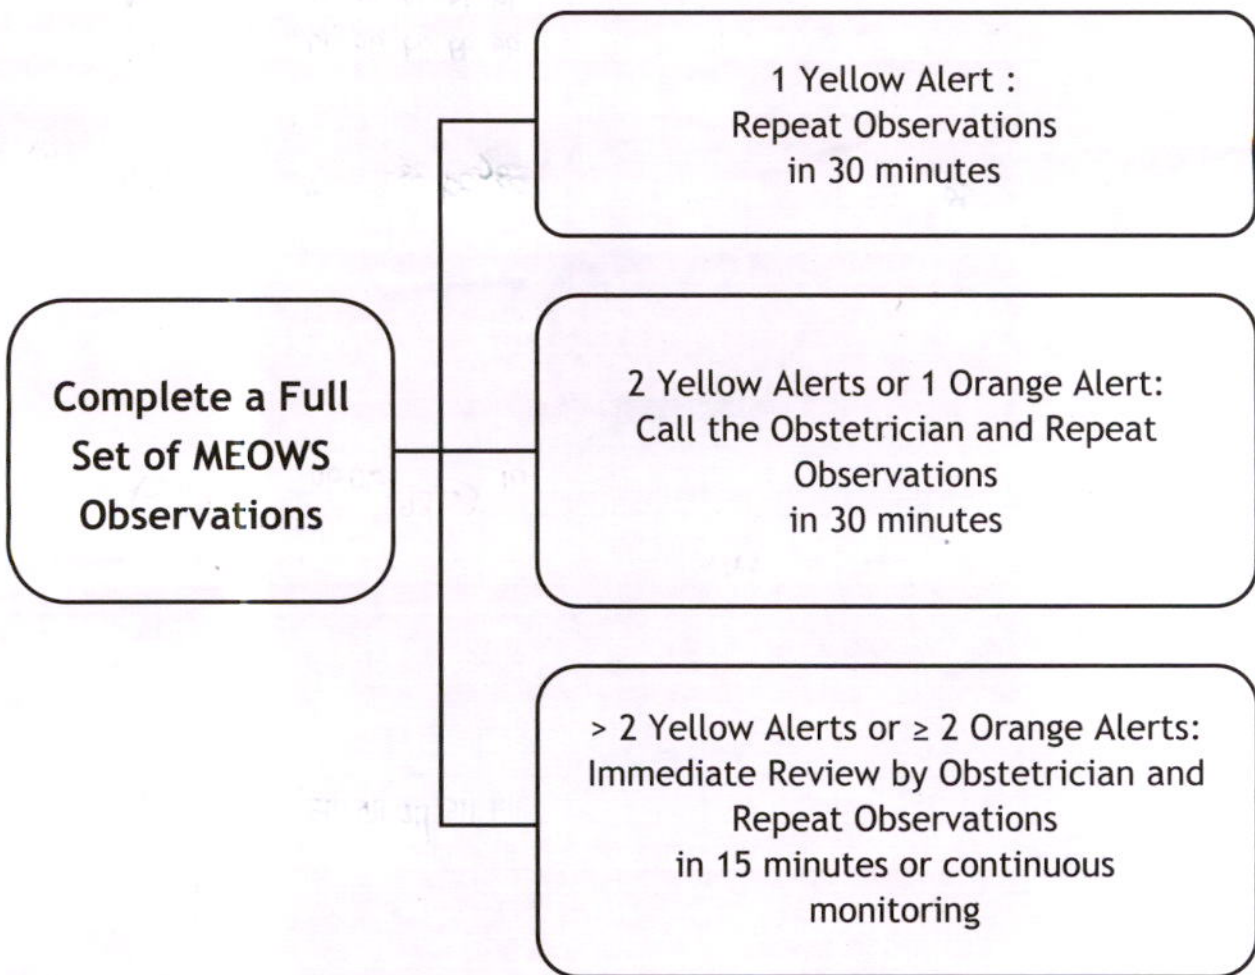 Complete a Full
Set of MEOWS
Observations
1 Yellow Alert :
Repeat Observations
in 30 minutes
2 Yellow Alerts or 1 Orange Alert:
Call the Obstetrician and Repeat
Observations
in 30 minutes
> 2 Yellow Alerts or ≥ 2 Orange Alerts:
Immediate Review by Obstetrician and
Repeat Observations
in 15 minutes or continuous
monitoring